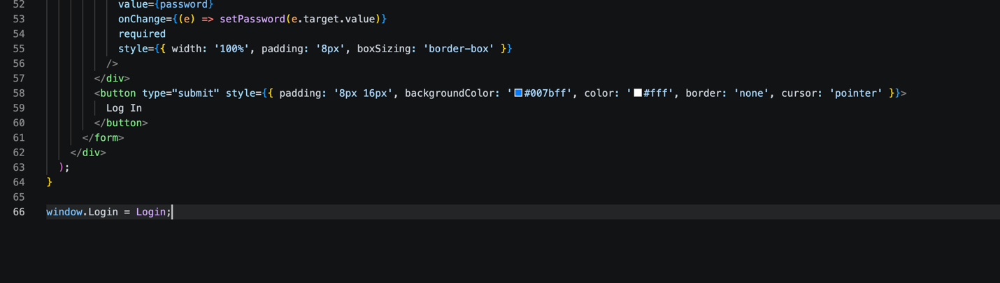 52 value={password}
53 onChange={(e) => setPassword(e.target.value)}
54 required
55 style={{ width: '100%', padding: '8px', boxSizing: 'border-box' }}
56 />
57 </div>
58 <button type="submit" style={{ padding: '8px 16px', backgroundColor: '#007bff', color: '#fff', border: 'none', cursor: 'pointer' }}>
59 Log In
60 </button>
61 </form>
62 </div>
63 );
64 }
65
66 window.Login = Login;